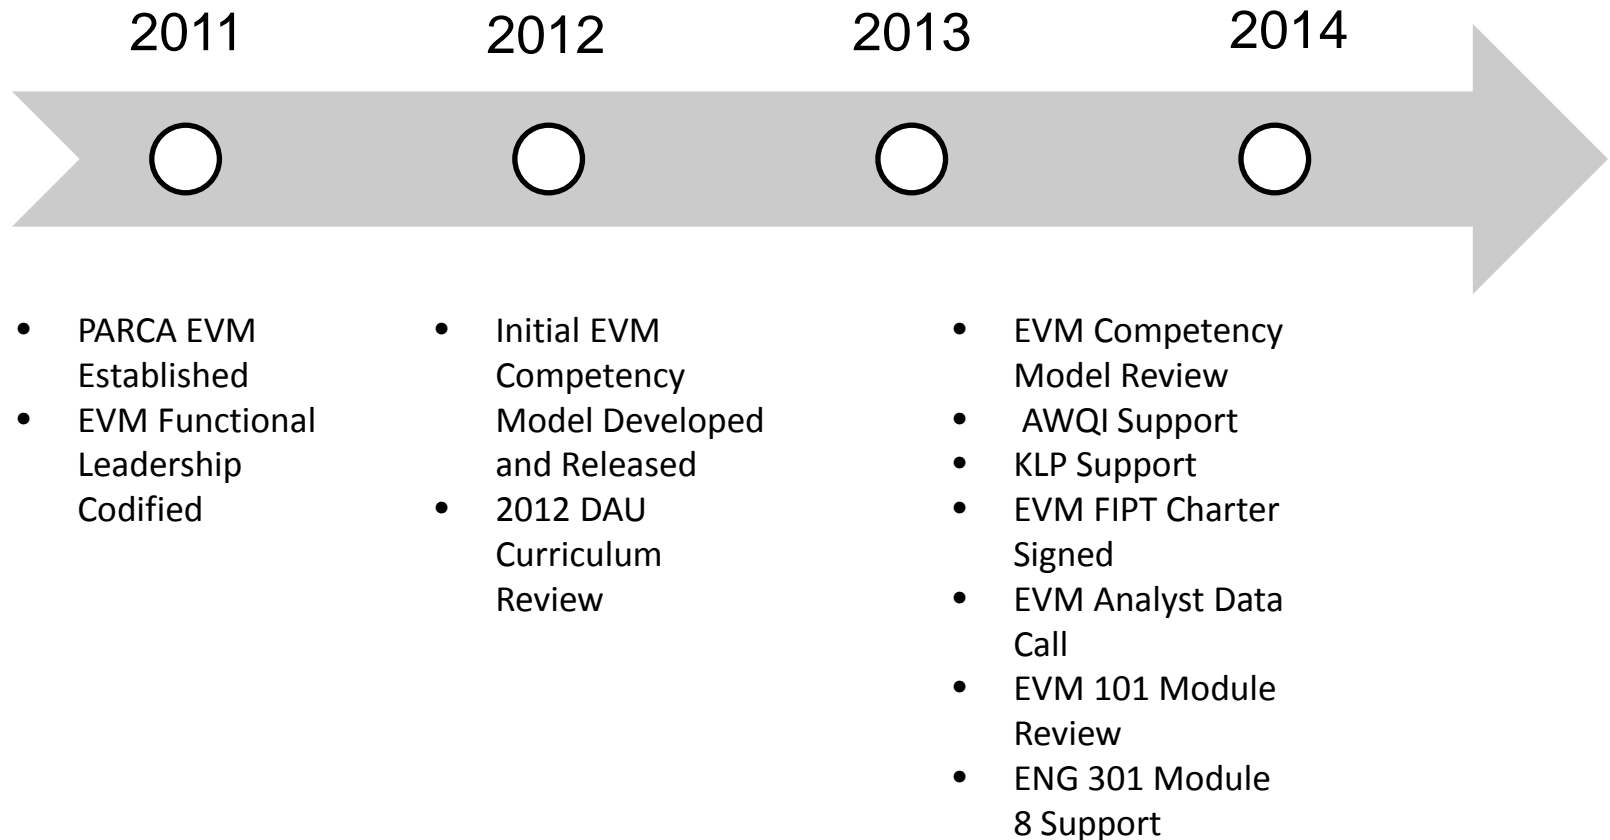 2011 2012 2013 2014
• PARCA EVM
Established
• EVM Functional
Leadership
Codified
• Initial EVM
Competency
Model Developed
and Released
• 2012 DAU
Curriculum
Review
• EVM Competency
Model Review
• AWQI Support
• KLP Support
• EVM FIPT Charter
Signed
• EVM Analyst Data
Call
• EVM 101 Module
Review
• ENG 301 Module
8 Support